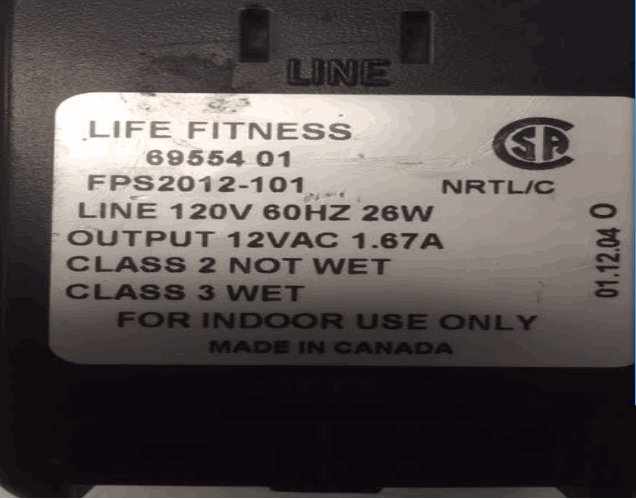 LINE
LIFE FITNESS
69554 01
FPS2012-101
CSA
NRTL/C
LINE 120V 60HZ 26W
OUTPUT 12VAC 1.67A
CLASS 2 NOT WET
CLASS 3 WET
FOR INDOOR USE ONLY
MADE IN CANADA
01.12.04 O